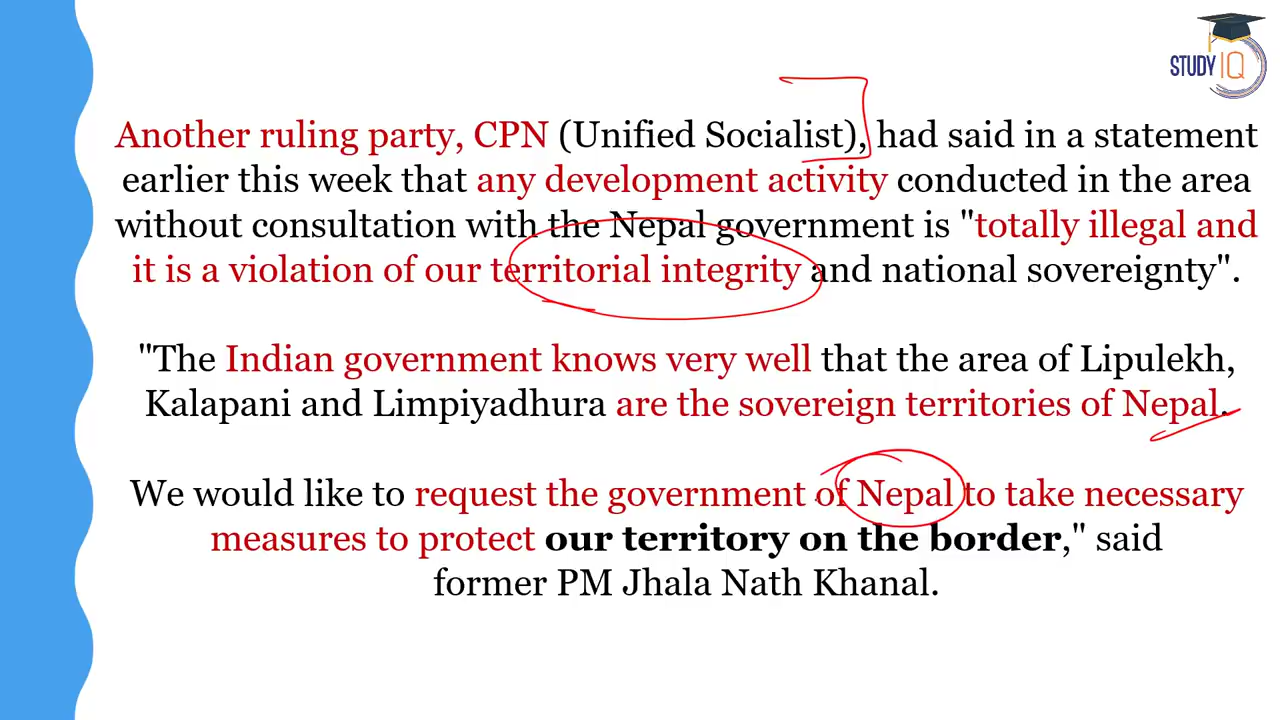 STUDY IQ
Another ruling party, CPN (Unified Socialist), had said in a statement
earlier this week that any development activity conducted in the area
without consultation with the Nepal government is "totally illegal and
it is a violation of our territorial integrity and national sovereignty".
"The Indian government knows very well that the area of Lipulekh,
Kalapani and Limpiyadhura are the sovereign territories of Nepal.
We would like to request the government of Nepal to take necessary
measures to protect our territory on the border," said
former PM Jhala Nath Khanal.